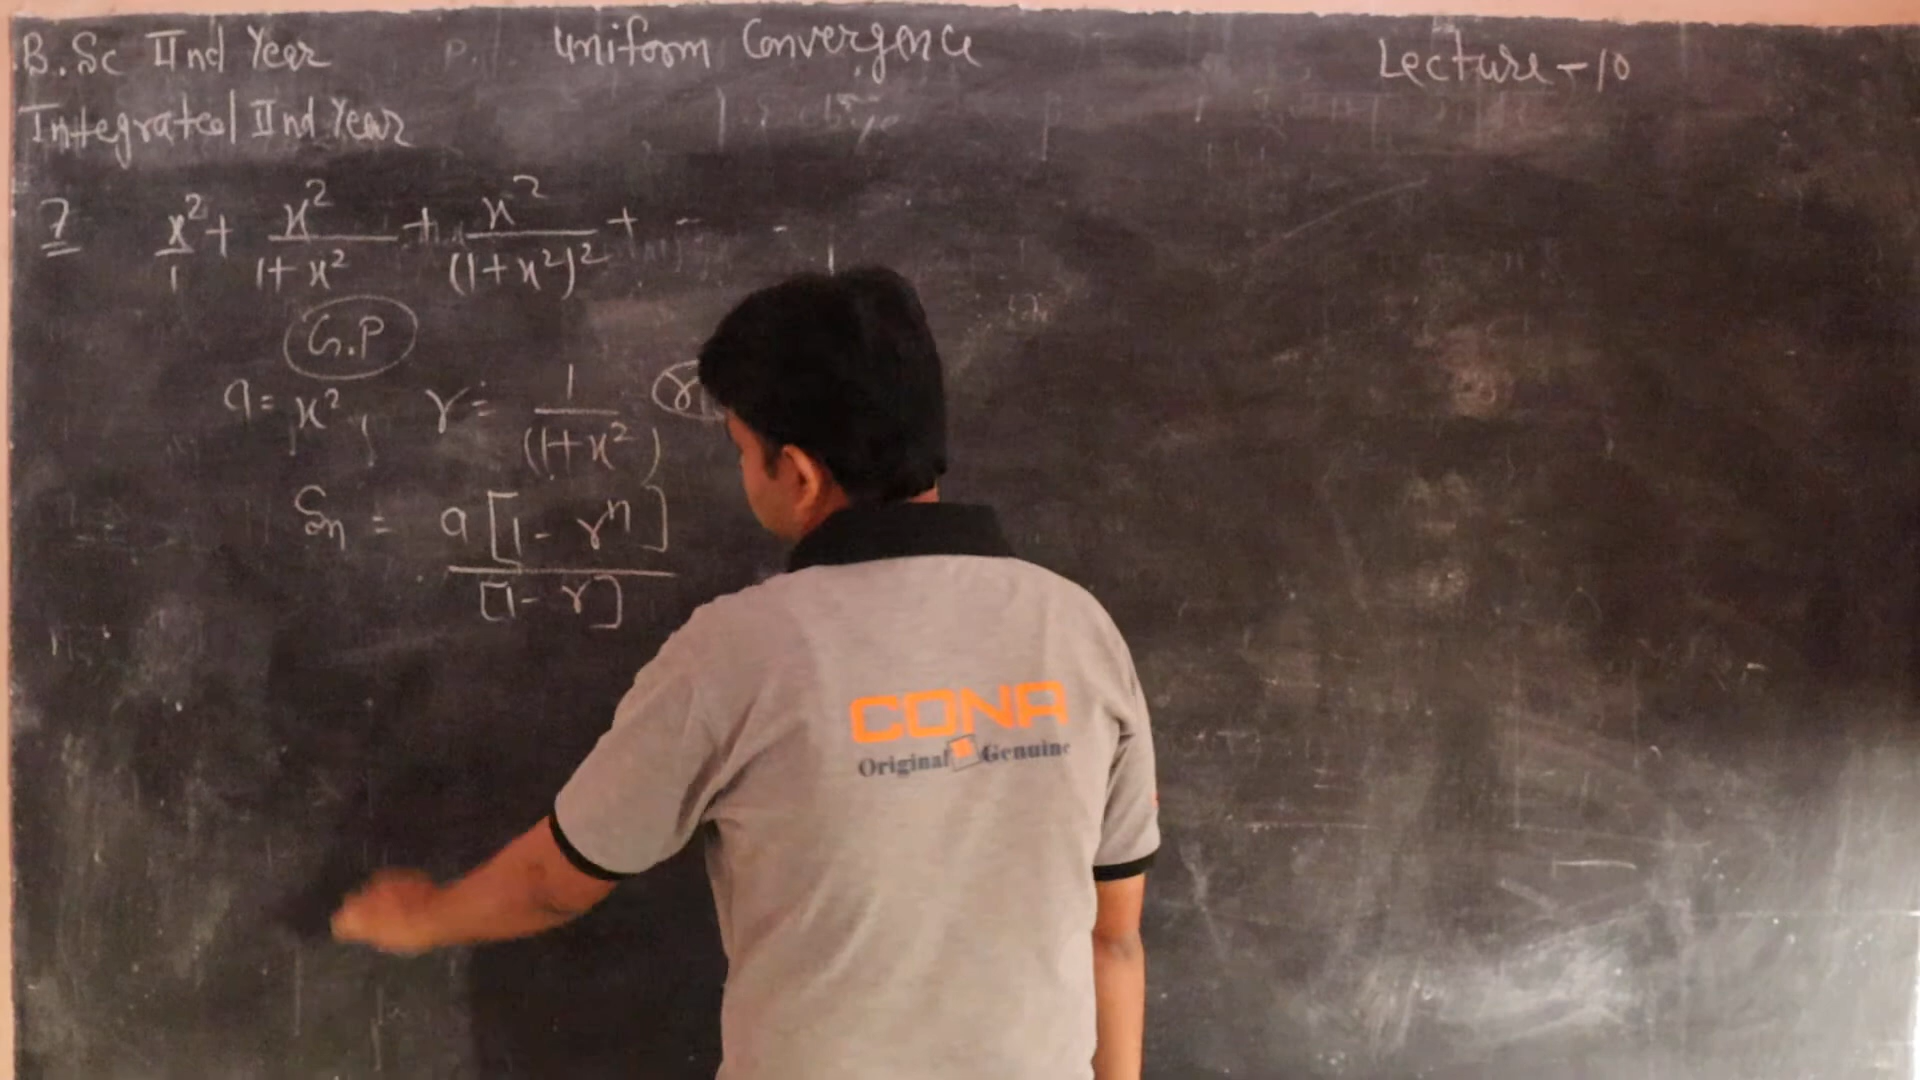 B.Sc IInd Year Uniform Convergence Lecture - 10
Integrated IInd Year
7 x²/1 + x²/(1+x²) + x²/(1+x²)² + - -
G.P
a = x², r = 1/(1+x²)
Sn = a[1 - rⁿ]/[1 - r]
CONA
Original Genuine